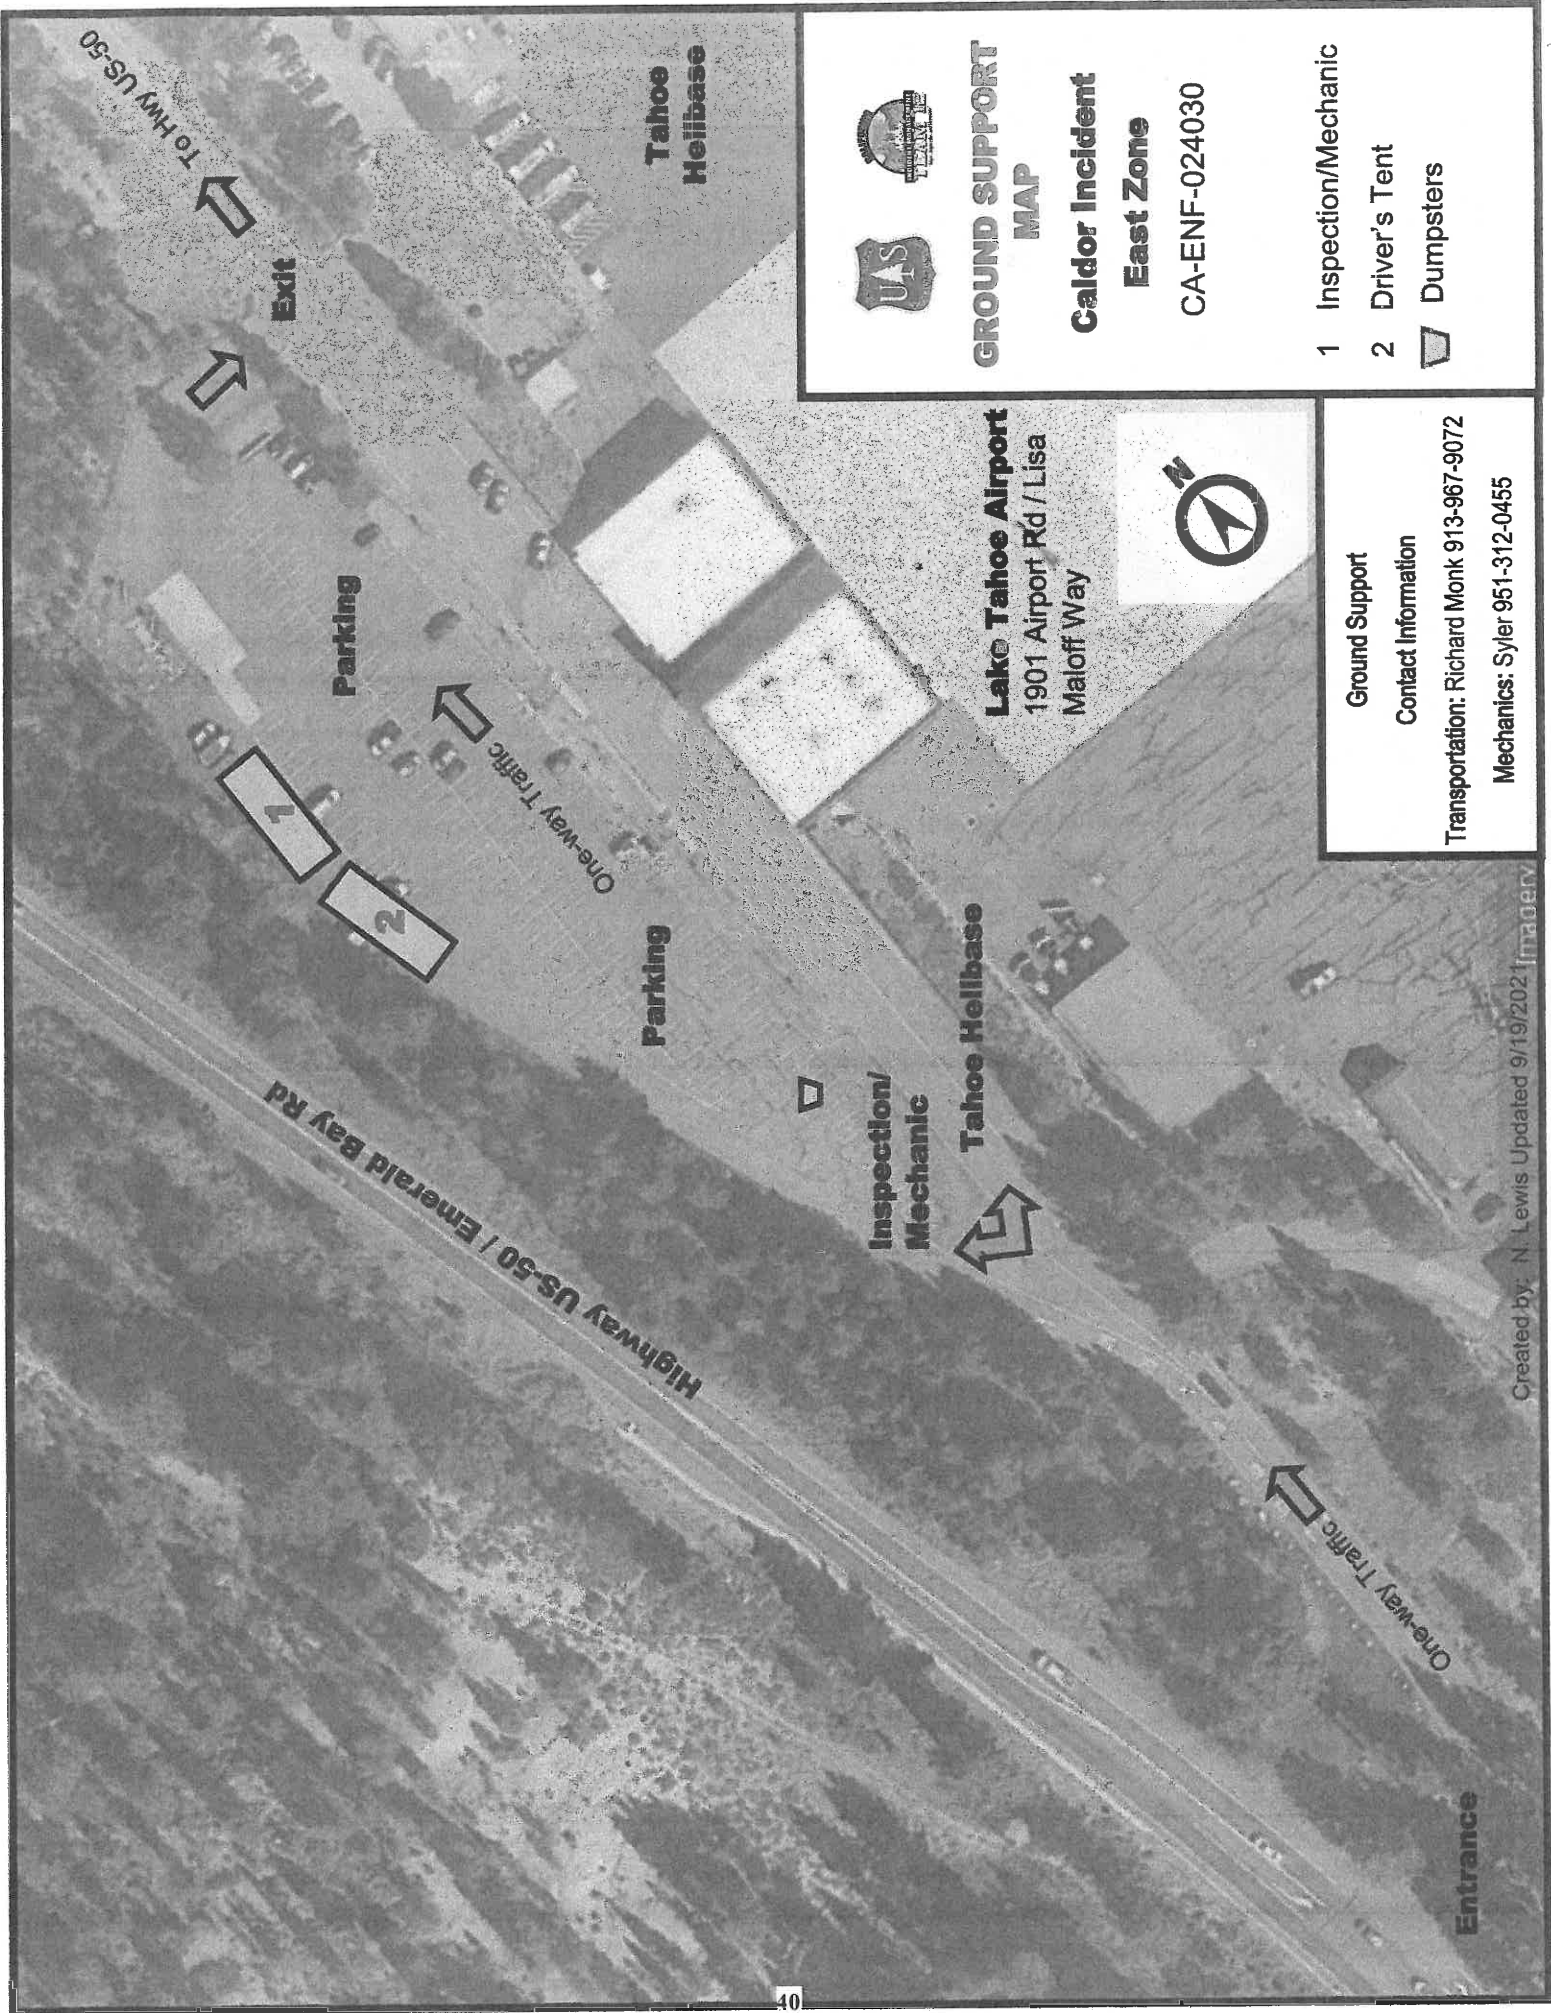 To Hwy US-50
Exit
Tahoe
Helibase
Parking
One-way Traffic
1
2
Parking
Highway US-50 / Emerald Bay Rd
Inspection/
Mechanic
Tahoe Helibase
One-way Traffic
Entrance
Lake Tahoe Airport
1901 Airport Rd / Lisa
Maloff Way
N
UAS
TEAM
GROUND SUPPORT
MAP
Caldor Incident
East Zone
CA-ENF-024030
1 Inspection/Mechanic
2 Driver's Tent
Dumpsters
Ground Support
Contact Information
Transportation: Richard Monk 913-967-9072
Mechanics: Syler 951-312-0455
Created by: N. Lewis Updated 9/19/2021
Imagery
40